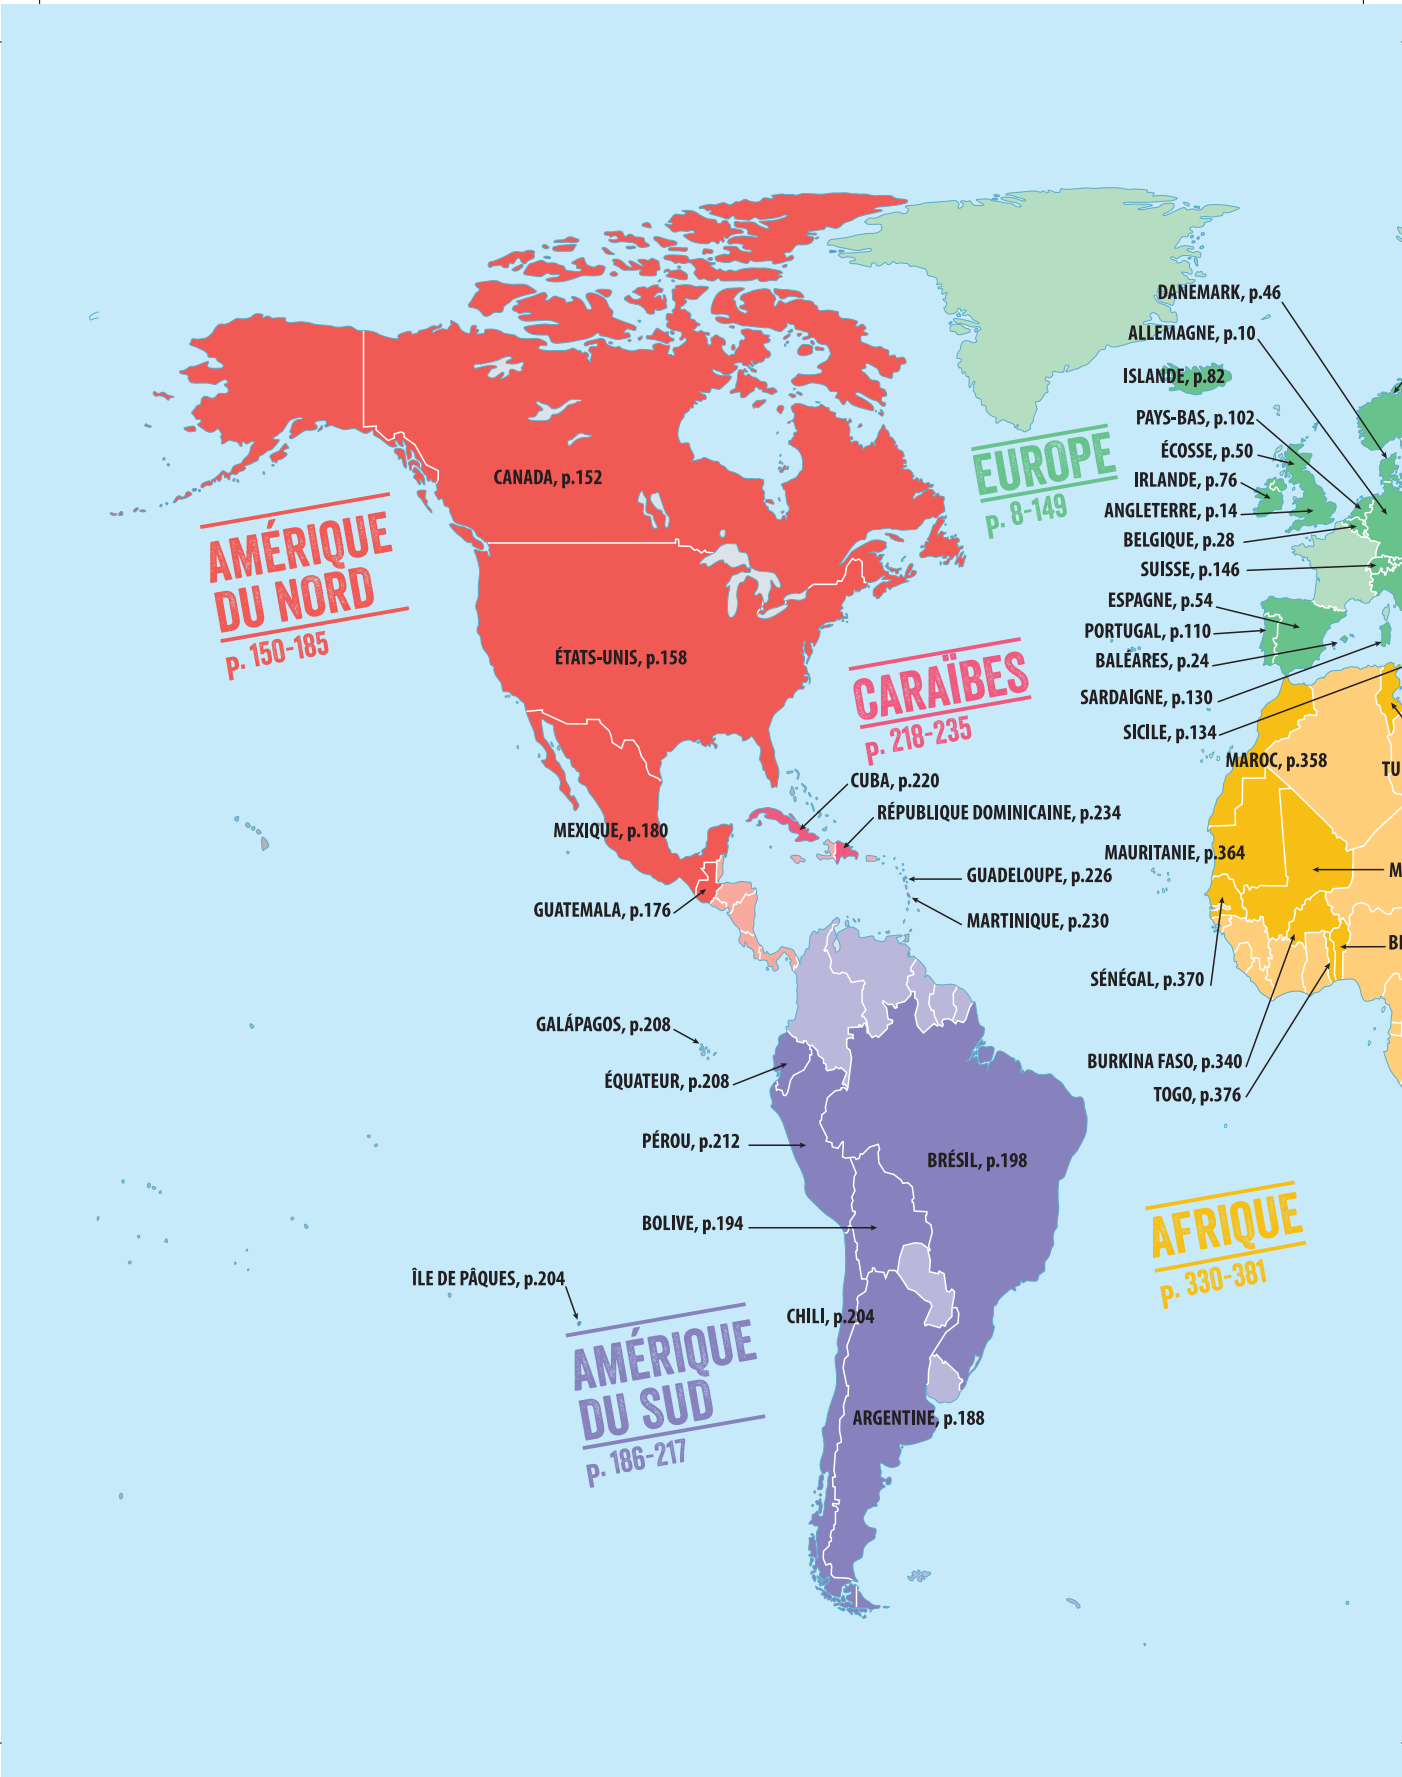 DANEMARK, p.46
ALLEMAGNE, p.10
ISLANDE, p.82
PAYS-BAS, p.102
ÉCOSSE, p.50
IRLANDE, p.76
ANGLETERRE, p.14
BELGIQUE, p.28
SUISSE, p.146
ESPAGNE, p.54
PORTUGAL, p.110
BALÉARES, p.24
SARDAIGNE, p.130
SICILE, p.134
EUROPE
p. 8-149
CANADA, p.152
AMÉRIQUE
DU NORD
p. 150-185
ÉTATS-UNIS, p.158
CARAÏBES
p. 218-235
CUBA, p.220
RÉPUBLIQUE DOMINICAINE, p.234
MEXIQUE, p.180
GUADELOUPE, p.226
GUATEMALA, p.176
MARTINIQUE, p.230
MAROC, p.358
TU
MAURITANIE, p.364
M
BE
SÉNÉGAL, p.370
BURKINA FASO, p.340
TOGO, p.376
GALÁPAGOS, p.208
ÉQUATEUR, p.208
PÉROU, p.212
BRÉSIL, p.198
BOLIVE, p.194
AFRIQUE
p. 330-381
ÎLE DE PÂQUES, p.204
CHILI, p.204
AMÉRIQUE
DU SUD
p. 186-217
ARGENTINE, p.188